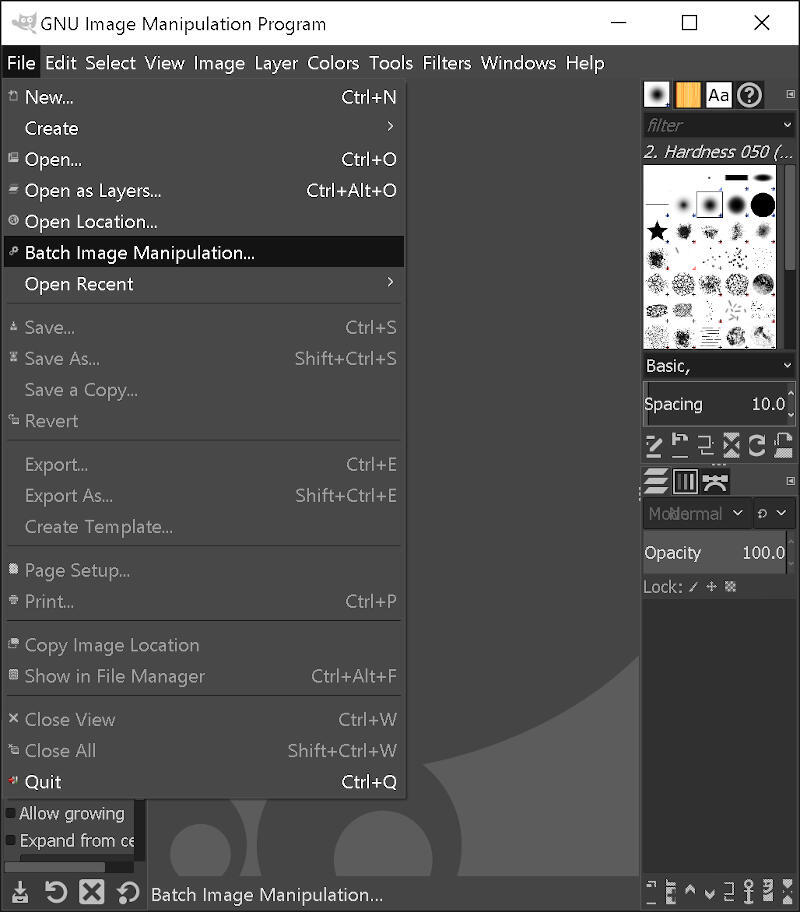 GNU Image Manipulation Program
File Edit Select View Image Layer Colors Tools Filters Windows Help
New... Ctrl+N
Create
Open... Ctrl+O
Open as Layers... Ctrl+Alt+O
Open Location...
Batch Image Manipulation...
Open Recent
Save... Ctrl+S
Save As... Shift+Ctrl+S
Save a Copy...
Revert
Export... Ctrl+E
Export As... Shift+Ctrl+E
Create Template...
Page Setup...
Print... Ctrl+P
Copy Image Location
Show in File Manager Ctrl+Alt+F
Close View Ctrl+W
Close All Shift+Ctrl+W
Quit Ctrl+Q
Allow growing
Expand from ce
Batch Image Manipulation...
Aa
filter
2. Hardness 050 (...
Basic,
Spacing 10.0
Normal
Opacity 100.0
Lock: